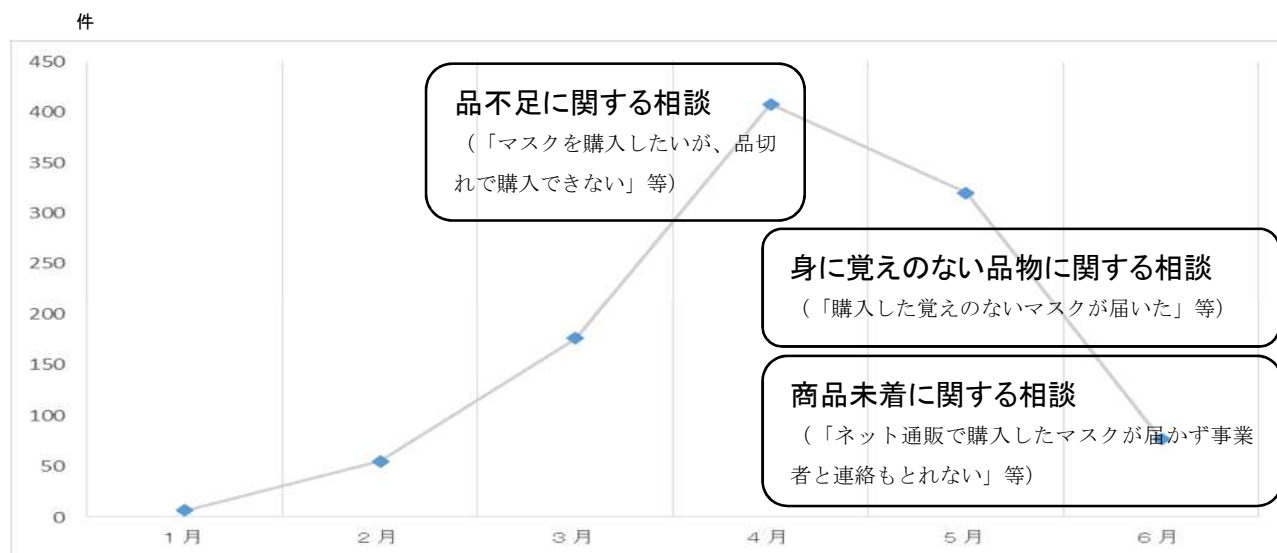 件
450
400
350
300
250
200
150
100
50
0
品不足に関する相談
（「マスクを購入したいが、品切
れで購入できない」等）
身に覚えのない品物に関する相談
（「購入した覚えのないマスクが届いた」等）
商品未着に関する相談
（「ネット通販で購入したマスクが届かず事業
者と連絡もとれない」等）
1月 2月 3月 4月 5月 6月